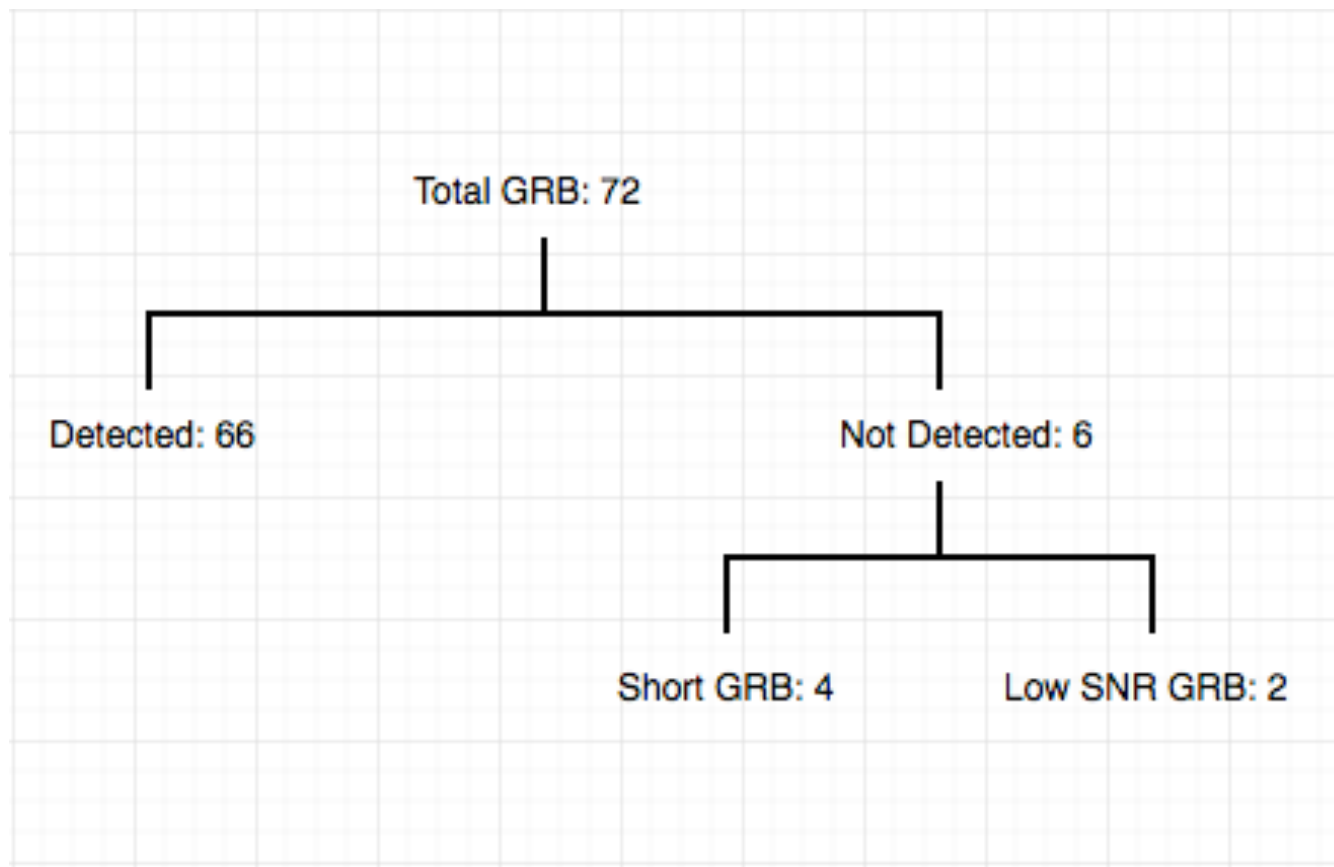 Total GRB: 72
Detected: 66
Not Detected: 6
Short GRB: 4
Low SNR GRB: 2